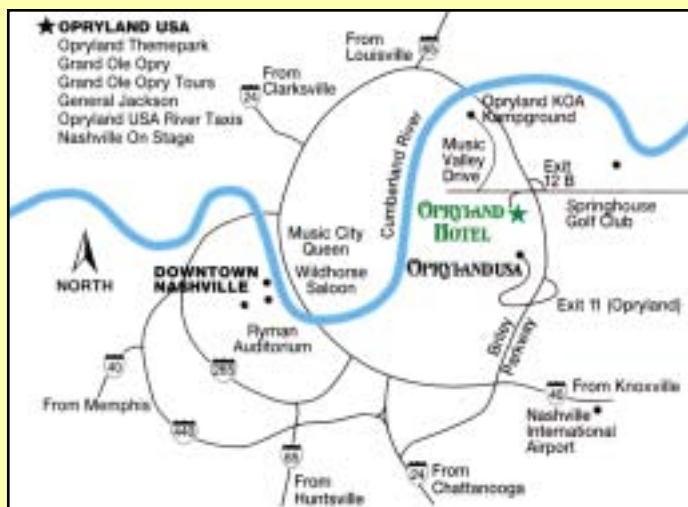 ★ OPRYLAND USA
Opryland Themepark
Grand Ole Opry
Grand Ole Opry Tours
General Jackson
Opryland USA River Taxis
Nashville On Stage
From
Louisville
65
From
Clarksville
24
Opryland KOA
Kampground
Cumberland River
Music
Valley
Drive
Exit
12 B
OPRYLAND
HOTEL
Springhouse
Golf Club
OPRYLANDUSA
Music City
Queen
Wildhorse
Saloon
NORTH
DOWNTOWN
NASHVILLE
Ryman
Auditorium
Exit 11 (Opryland)
Briley
Parkway
40
From Memphis
265
440
65
From
Huntsville
24
From
Chattanooga
40
From Knoxville
Nashville
International
Airport